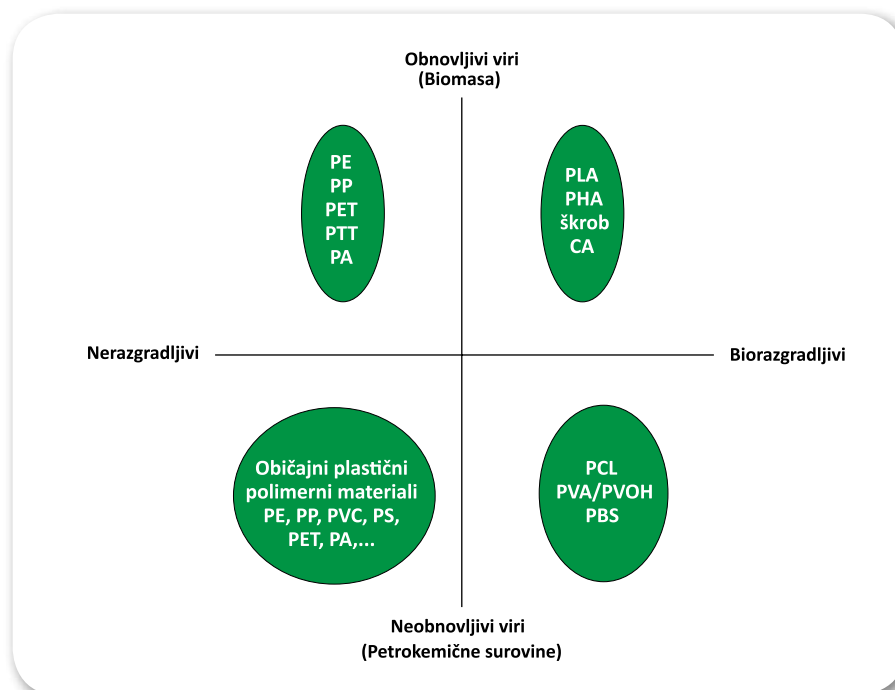 Obnovljivi viri
(Biomasa)
PE
PP
PET
PTT
PA
PLA
PHA
škrob
CA
Nerazgradljivi
Biorazgradljivi
Običajni plastični
polimerni materiali
PE, PP, PVC, PS,
PET, PA,...
PCL
PVA/PVOH
PBS
Neobnovljivi viri
(Petrokemične surovine)